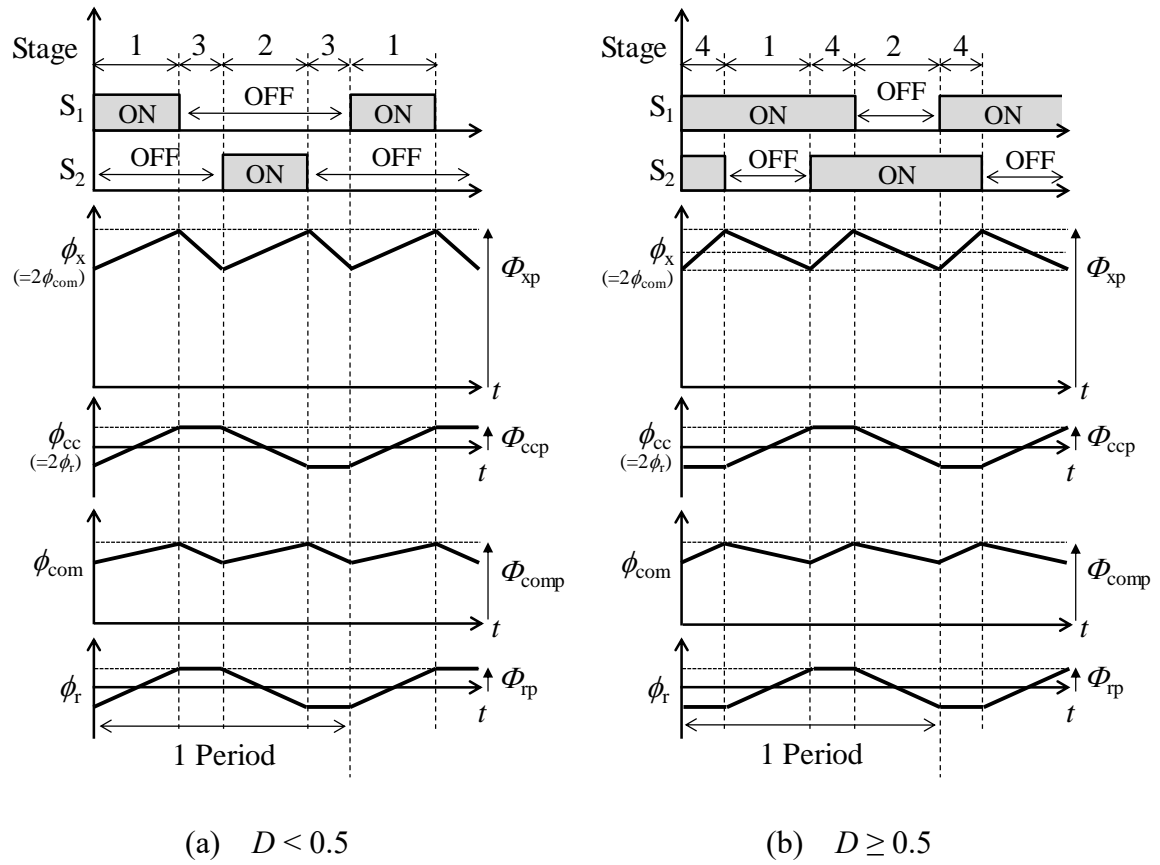 Stage 1 3 2 3 1
S₁ ON OFF ON
S₂ OFF ON OFF
ϕx
(=2ϕcom)
Φxp
t
ϕcc
(=2ϕr)
Φccp
t
ϕcom
Φcomp
t
ϕr
Φrp
t
1 Period
(a) D < 0.5
Stage 4 1 4 2 4
S₁ ON OFF ON
S₂ OFF ON OFF
ϕx
(=2ϕcom)
Φxp
t
ϕcc
(=2ϕr)
Φccp
t
ϕcom
Φcomp
t
ϕr
Φrp
t
1 Period
(b) D ≥ 0.5